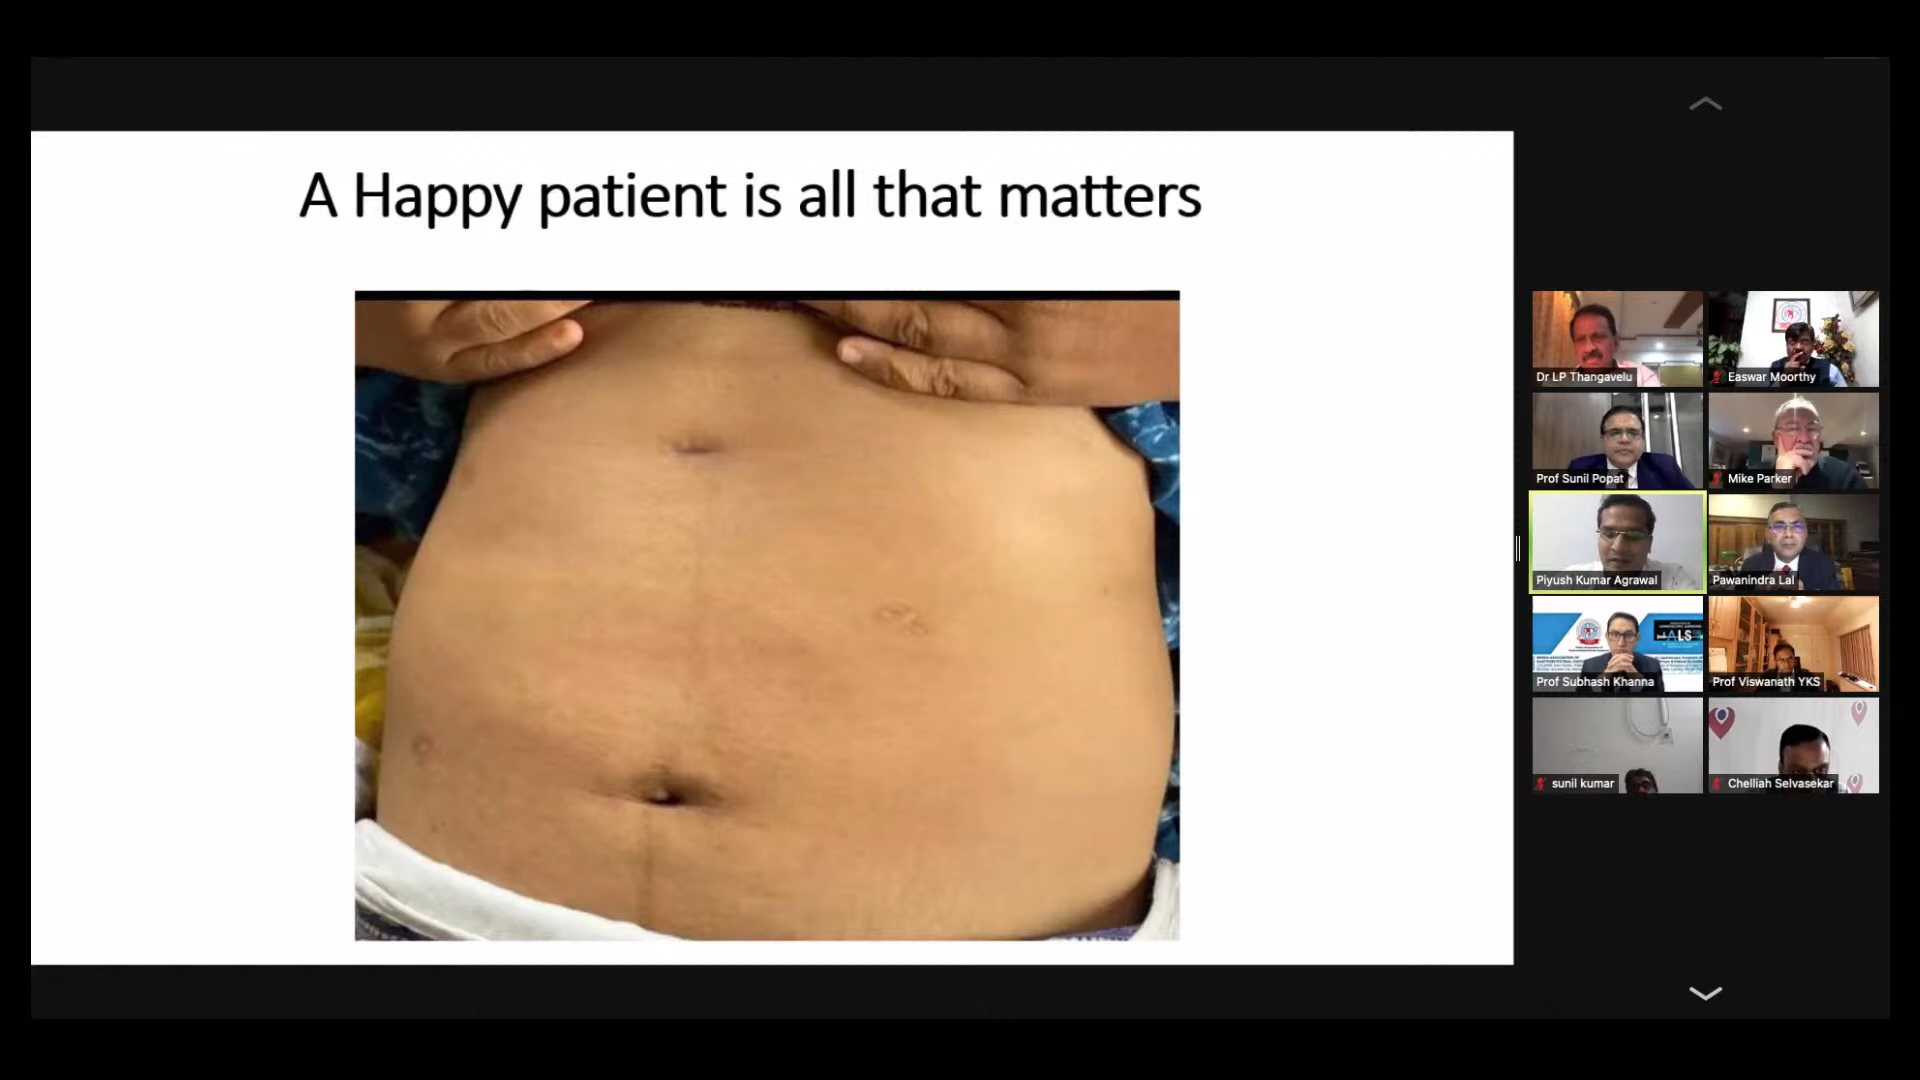 A Happy patient is all that matters
Dr LP Thangavelu
Easwar Moorthy
Prof Sunil Popat
Mike Parker
Piyush Kumar Agrawal
Pawanindra Lal
ALS
Prof Subhash Khanna
Prof Viswanath YKS
sunil kumar
Chelliah Selvasekar